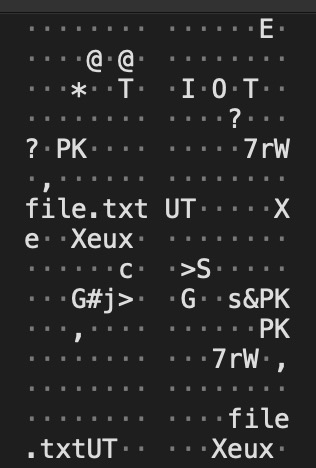 · · · · · · · ·  · · · · · · E ·
· · · · @ · @ ·  · · · · · · · ·
· · · * · · T ·  · I · O · T · ·
· · · · · · · ·  · · · · ? · · ·
? · PK · · · ·  · · · · · 7rW
· , · · · · · ·  · · · · · · · ·
file.txt UT · · · · · X
e · · Xeux ·  · · · · · · · ·
· · · · · · c ·  · >S · · · · ·
· · · G#j> ·  · G · · s&PK
· · · , · · · ·  · · · · · · PK
· · · · · · · ·  · · · 7rW · ,
· · · · · · · ·  · · · · · · · ·
· · · · · · · ·  · · · · file
.txtUT · ·  · · · Xeux ·